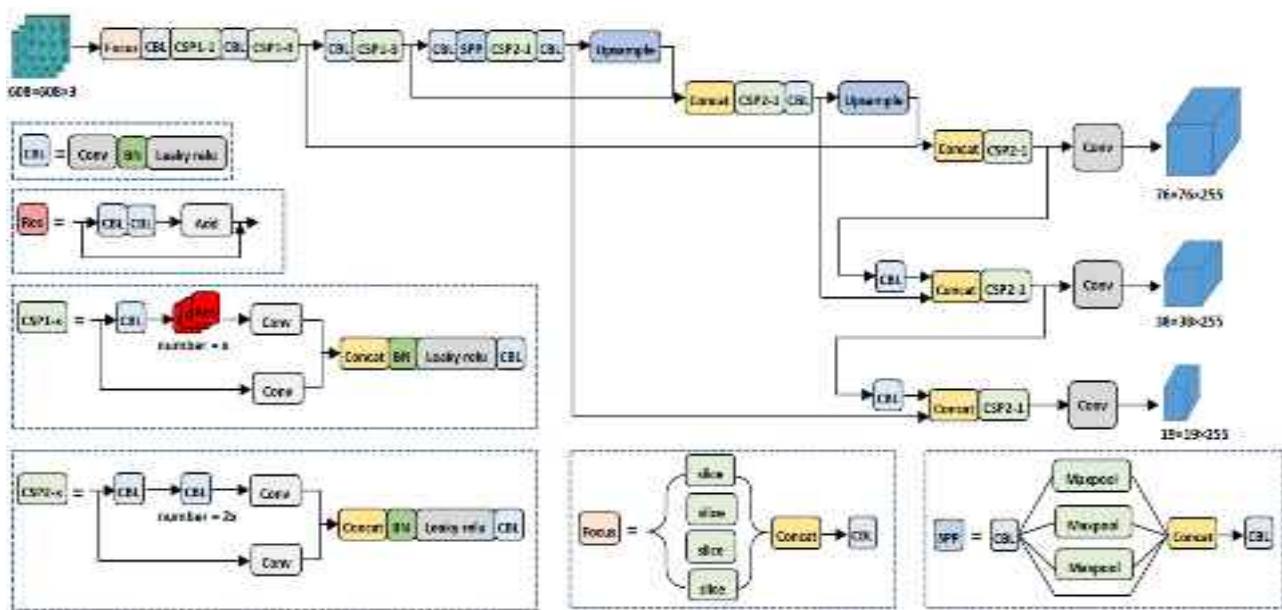 Focus CBL CSP1-1 CBL CSP1-3 CBL CSP1-3 CBL SPP CSP2-1 CBL Upsample
608×608×3
Concat CSP2-1 CBL Upsample
Concat CSP2-1 Conv
76×76×255
CBL = Conv BN Leaky relu
Res = CBL CBL Add
CBL Concat CSP2-1 Conv
38×38×255
CSP1-x = CBL Conv
number = x
Concat BN Leaky relu CBL
Conv
CBL Concat CSP2-1 Conv
19×19×255
CSP2-x = CBL CBL Conv
number = 2x
Concat BN Leaky relu CBL
Conv
Focus = slice
slice
slice
slice
Concat CBL
SPP = CBL Maxpool
Maxpool
Maxpool
Concat CBL